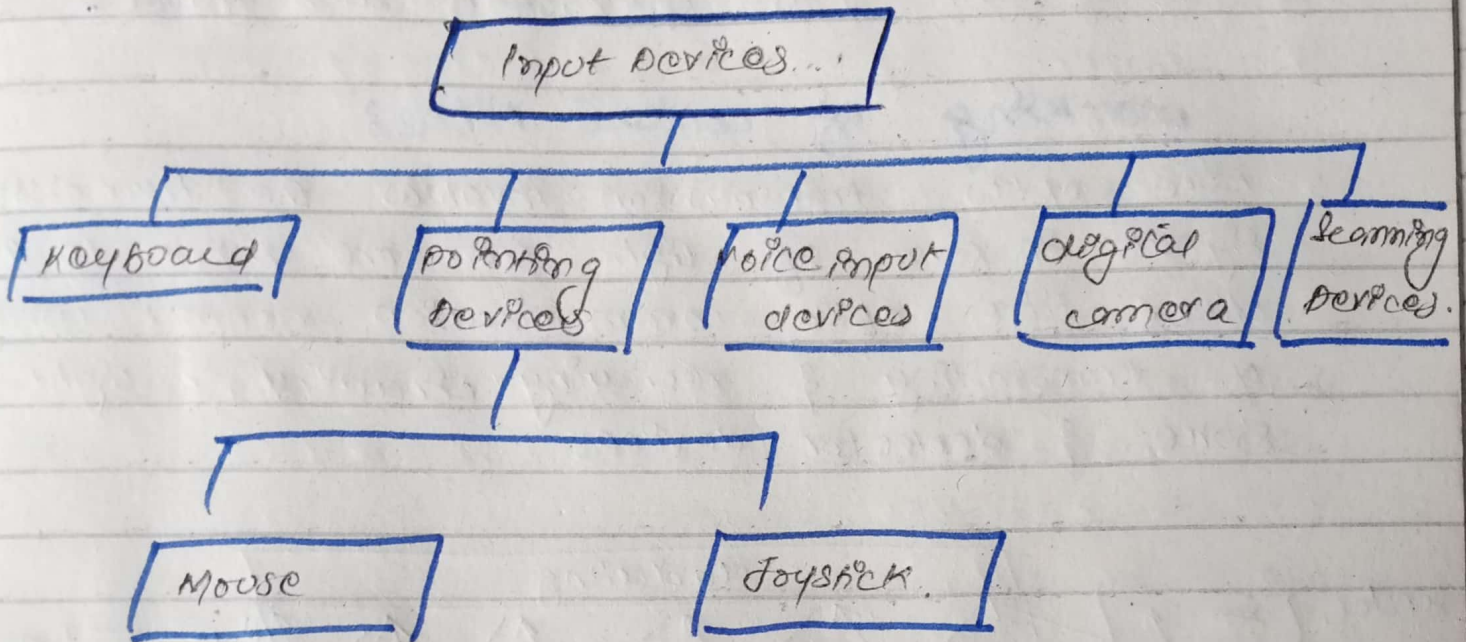 Input Devices...
Keyboard
Pointing
Devices
Voice input
devices
digital
camera
Scanning
Devices.
Mouse
Joystick.